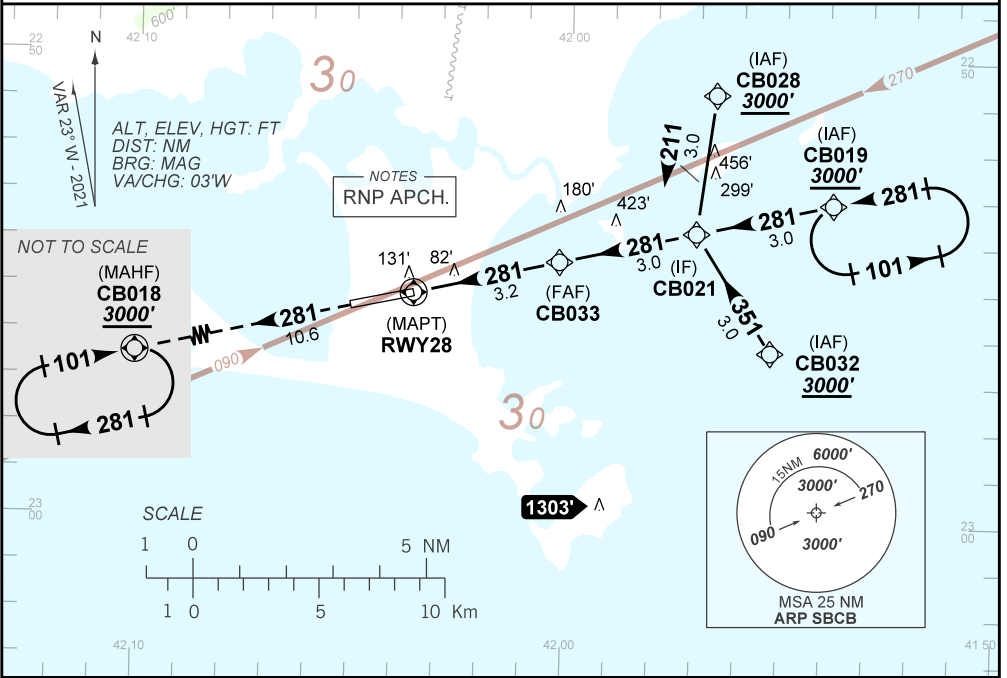 600'
22 50
42 10
42 00
22 50
N
VAR 23° W - 2021
ALT, ELEV, HGT: FT
DIST: NM
BRG: MAG
VA/CHG: 03'W
30
NOTES
RNP APCH.
270
(IAF)
CB028
3000'
211
3.0
456'
299'
(IAF)
CB019
3000'
281
101
281
3.0
180'
423'
281
3.0
(IF)
CB021
351
3.0
(IAF)
CB032
3000'
(FAF)
CB033
281
3.2
131'
82'
(MAPT)
RWY28
281
10.6
090
NOT TO SCALE
(MAHF)
CB018
3000'
101
281
30
1303'
23 00
23 00
SCALE
1 0 5 NM
1 0 5 10 Km
15NM
6000'
3000'
270
090
3000'
MSA 25 NM
ARP SBCB
42 10
42 00
41 50